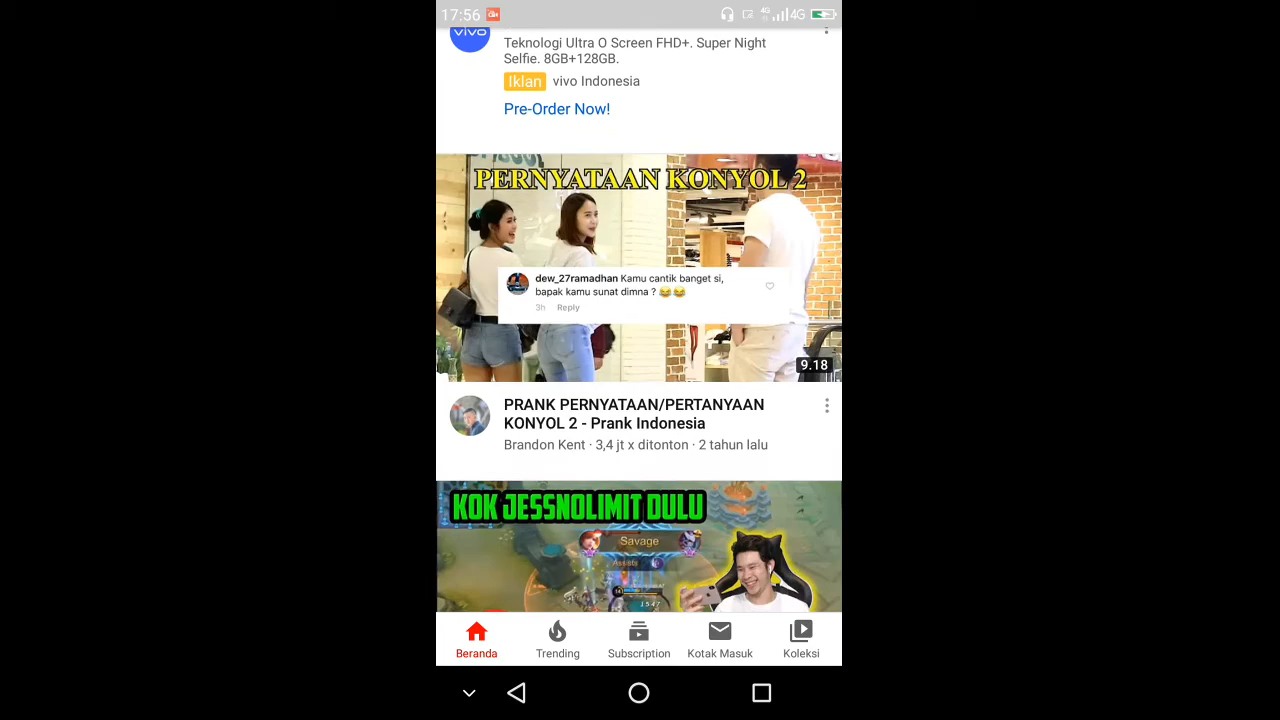 17:56
4G
4G
vivo
Teknologi Ultra O Screen FHD+. Super Night
Selfie. 8GB+128GB.
Iklan vivo Indonesia
Pre-Order Now!
PERNYATAAN KONYOL 2
dew_27ramadhan Kamu cantik banget si,
bapak kamu sunat dimna ? 😂😂
3h Reply
9.18
PRANK PERNYATAAN/PERTANYAAN
KONYOL 2 - Prank Indonesia
Brandon Kent · 3,4 jt x ditonton · 2 tahun lalu
KOK JESSNOLIMIT DULU
Savage
Assists
1547
Beranda
Trending
Subscription
Kotak Masuk
Koleksi